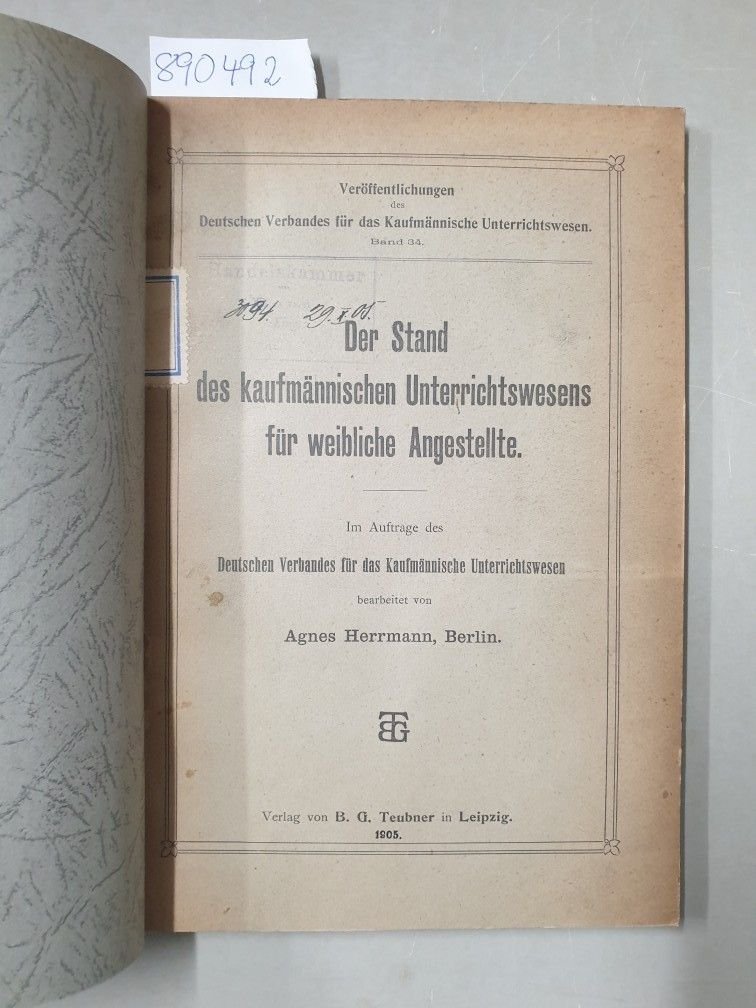 890492
Veröffentlichungen
des
Deutschen Verbandes für das Kaufmännische Unterrichtswesen.
Band 34.
Handelskammer
29. X. 05.
Der Stand
des kaufmännischen Unterrichtswesens
für weibliche Angestellte.
Im Auftrage des
Deutschen Verbandes für das Kaufmännische Unterrichtswesen
bearbeitet von
Agnes Herrmann, Berlin.
BTG
Verlag von B. G. Teubner in Leipzig.
1905.